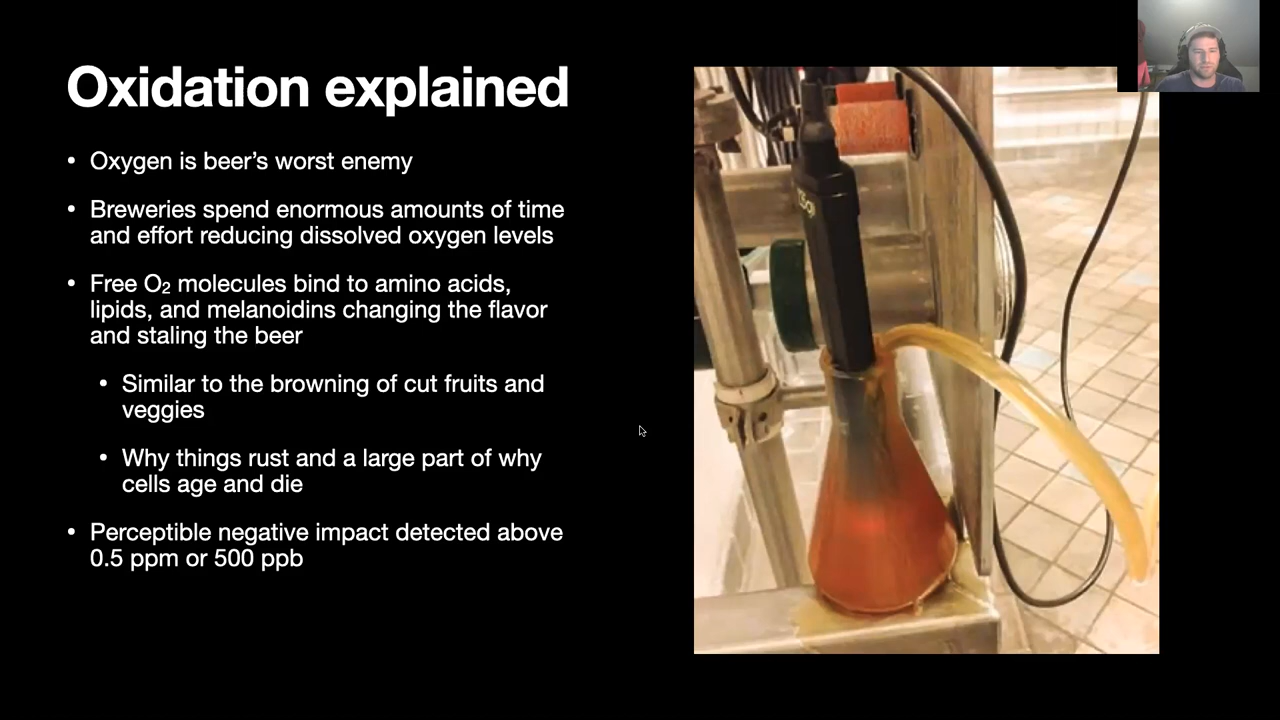 Oxidation explained
• Oxygen is beer’s worst enemy
• Breweries spend enormous amounts of time
and effort reducing dissolved oxygen levels
• Free O₂ molecules bind to amino acids,
lipids, and melanoidins changing the flavor
and staling the beer
• Similar to the browning of cut fruits and
veggies
• Why things rust and a large part of why
cells age and die
• Perceptible negative impact detected above
0.5 ppm or 500 ppb